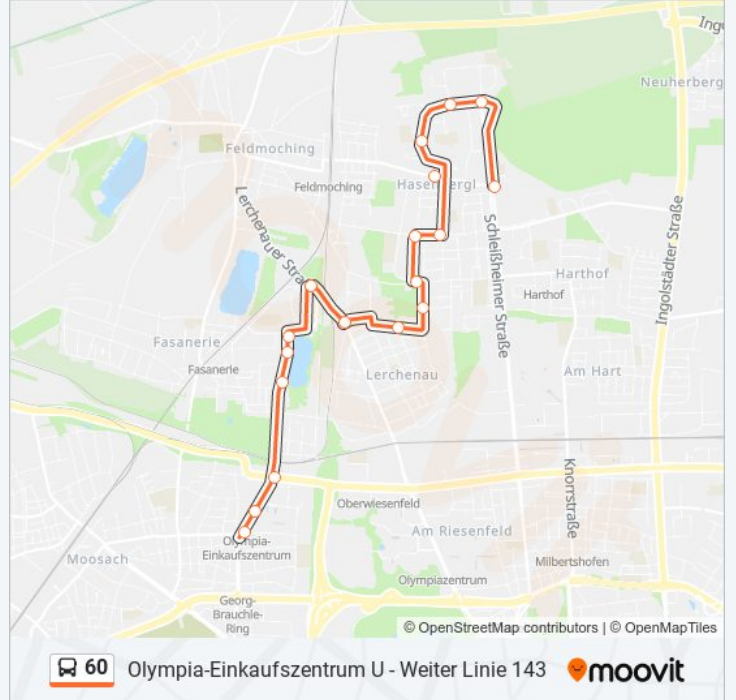 Ing
Neuherberg
Feldmoching
Feldmoching
Hasenbergl
Lerchenauer Straße
Schleißheimer Straße
Ingolstädter Straße
Harthof
Harthof
Fasanerie
Fasanerie
Lerchenau
Am Hart
Knorrstraße
Oberwiesenfeld
Am Riesenfeld
Olympia-
Einkaufszentrum
Moosach
Milbertshofen
Olympiazentrum
Georg-
Brauchle-
Ring
© OpenStreetMap contributors | © OpenMapTiles
60 Olympia-Einkaufszentrum U - Weiter Linie 143 moovit